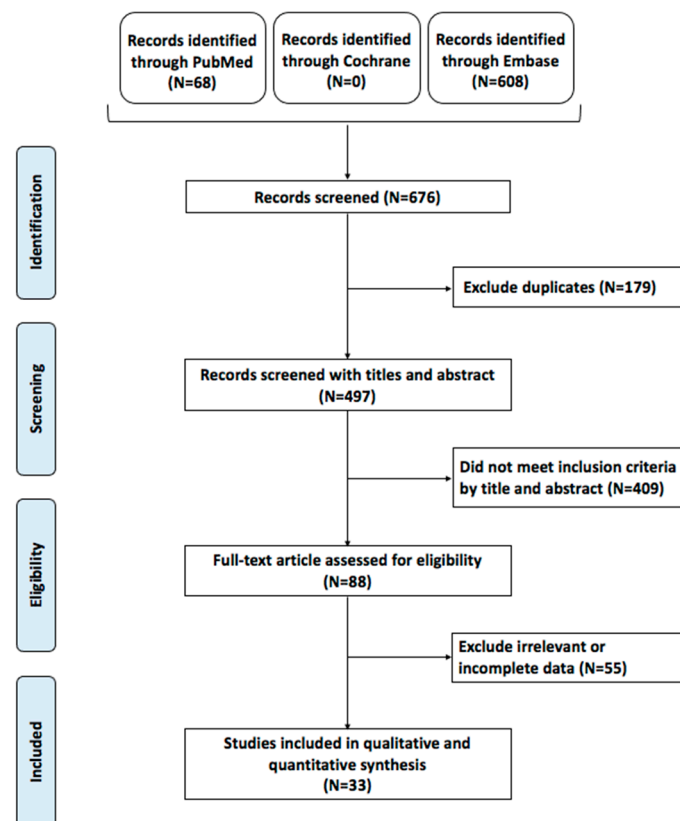 Records identified
through PubMed
(N=68)
Records identified
through Cochrane
(N=0)
Records identified
through Embase
(N=608)
Identification
Records screened (N=676)
Exclude duplicates (N=179)
Screening
Records screened with titles and abstract
(N=497)
Did not meet inclusion criteria
by title and abstract (N=409)
Eligibility
Full-text article assessed for eligibility
(N=88)
Exclude irrelevant or
incomplete data (N=55)
Included
Studies included in qualitative and
quantitative synthesis
(N=33)